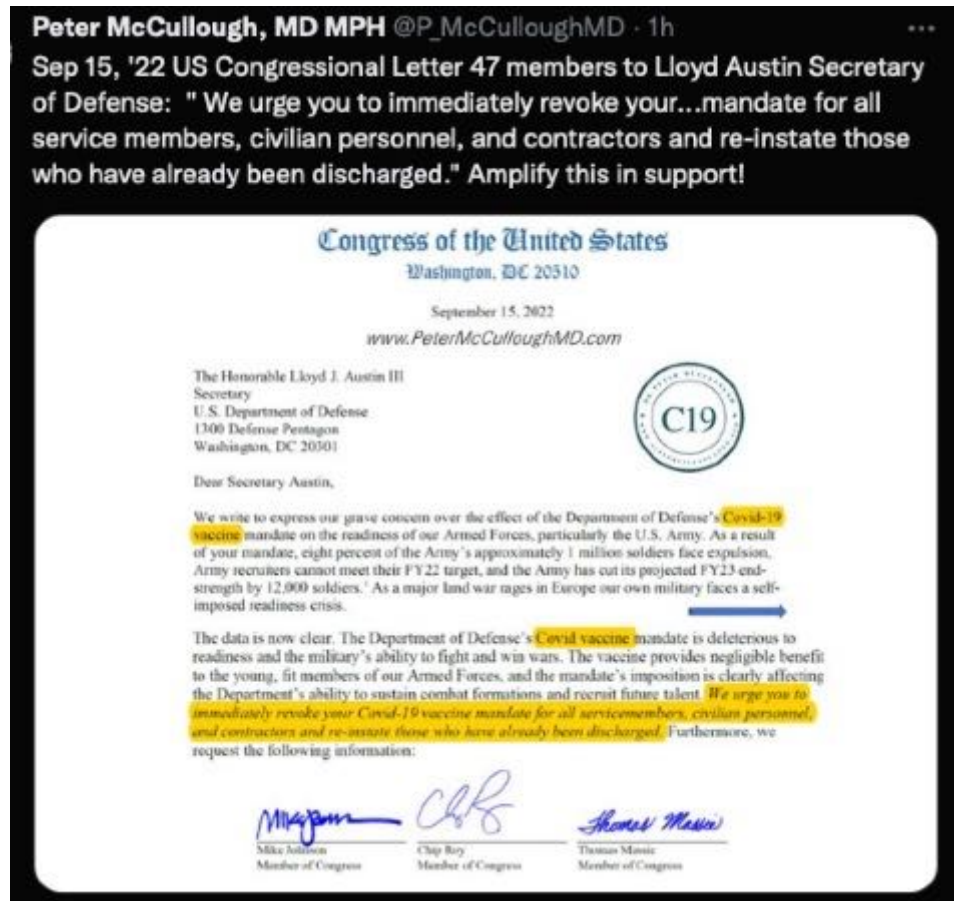 Peter McCullough, MD MPH @P_McCulloughMD · 1h
Sep 15, '22 US Congressional Letter 47 members to Lloyd Austin Secretary
of Defense:  " We urge you to immediately revoke your...mandate for all
service members, civilian personnel, and contractors and re-instate those
who have already been discharged." Amplify this in support!
Congress of the United States
Washington, DC 20510
September 15, 2022
www.PeterMcCulloughMD.com
The Honorable Lloyd J. Austin III
Secretary
U.S. Department of Defense
1300 Defense Pentagon
Washington, DC 20301
C19
Dear Secretary Austin,
We write to express our grave concern over the effect of the Department of Defense's Covid-19
vaccine mandate on the readiness of our Armed Forces, particularly the U.S. Army. As a result
of your mandate, eight percent of the Army's approximately 1 million soldiers face expulsion,
Army recruiters cannot meet their FY22 target, and the Army has cut its projected FY23 end-
strength by 12,000 soldiers.¹ As a major land war rages in Europe our own military faces a self-
imposed readiness crisis.
The data is now clear. The Department of Defense's Covid vaccine mandate is deleterious to
readiness and the military's ability to fight and win wars. The vaccine provides negligible benefit
to the young, fit members of our Armed Forces, and the mandate's imposition is clearly affecting
the Department's ability to sustain combat formations and recruit future talent. We urge you to
immediately revoke your Covid-19 vaccine mandate for all servicemembers, civilian personnel,
and contractors and re-instate those who have already been discharged. Furthermore, we
request the following information:
Thomas Massie
Mike Johnson
Member of Congress
Chip Roy
Member of Congress
Thomas Massie
Member of Congress